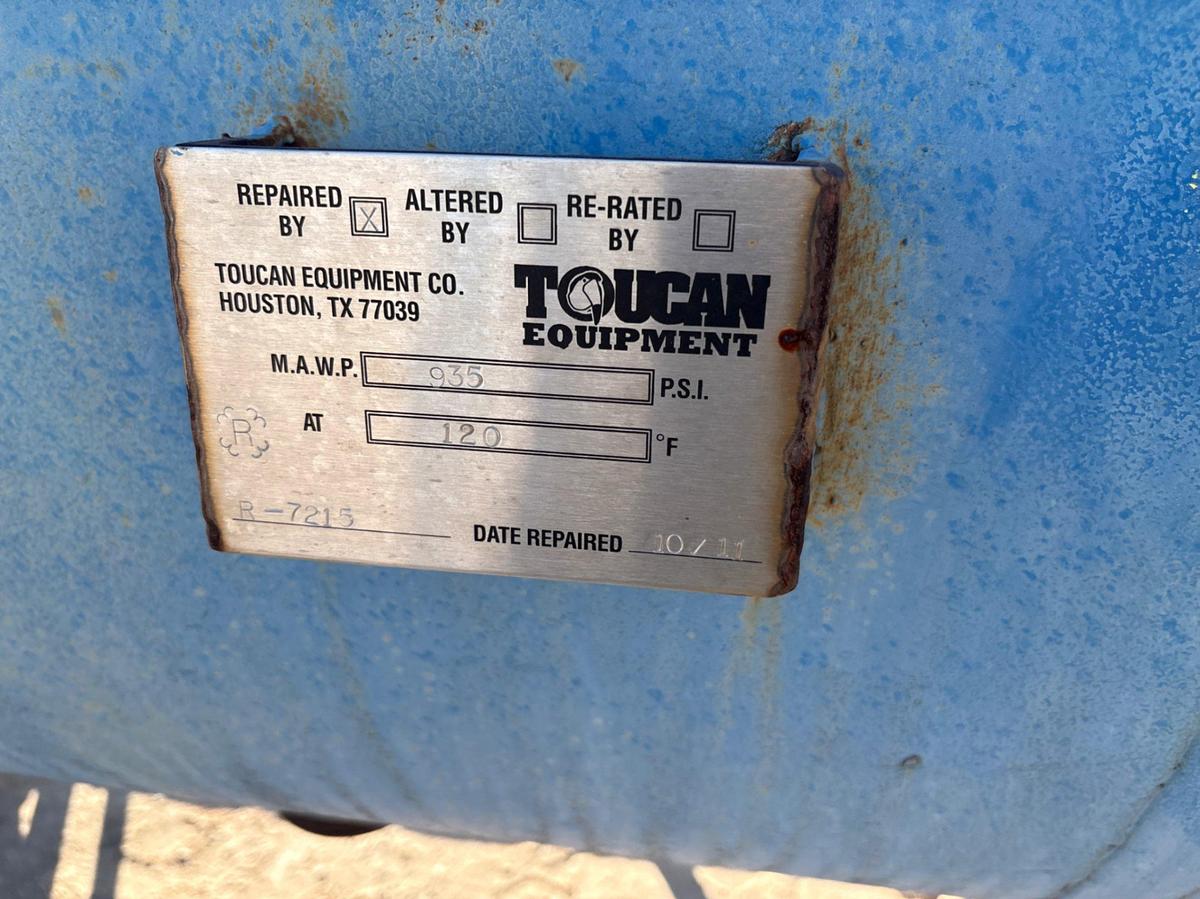 REPAIRED BY X ALTERED BY RE-RATED BY
TOUCAN EQUIPMENT CO.
HOUSTON, TX 77039
TOUCAN
EQUIPMENT
M.A.W.P. 935 P.S.I.
R
AT 120 °F
R-7215
DATE REPAIRED 10/11